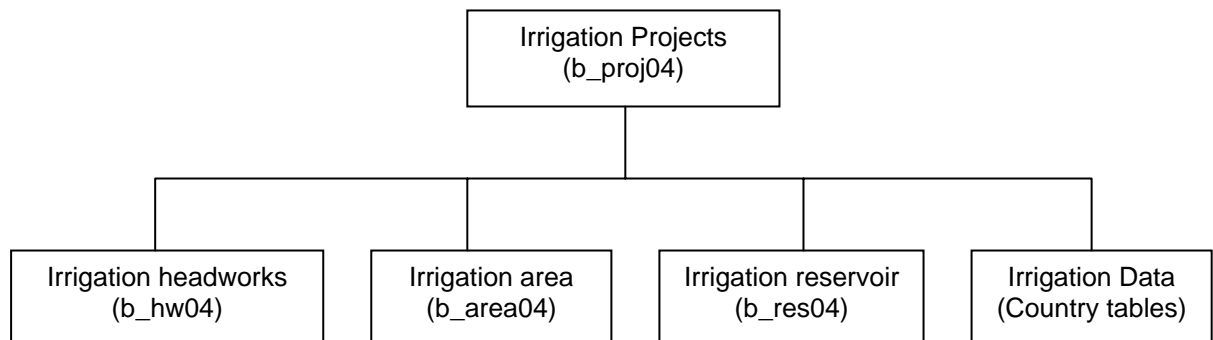 Irrigation Projects
(b_proj04)
Irrigation headworks
(b_hw04)
Irrigation area
(b_area04)
Irrigation reservoir
(b_res04)
Irrigation Data
(Country tables)